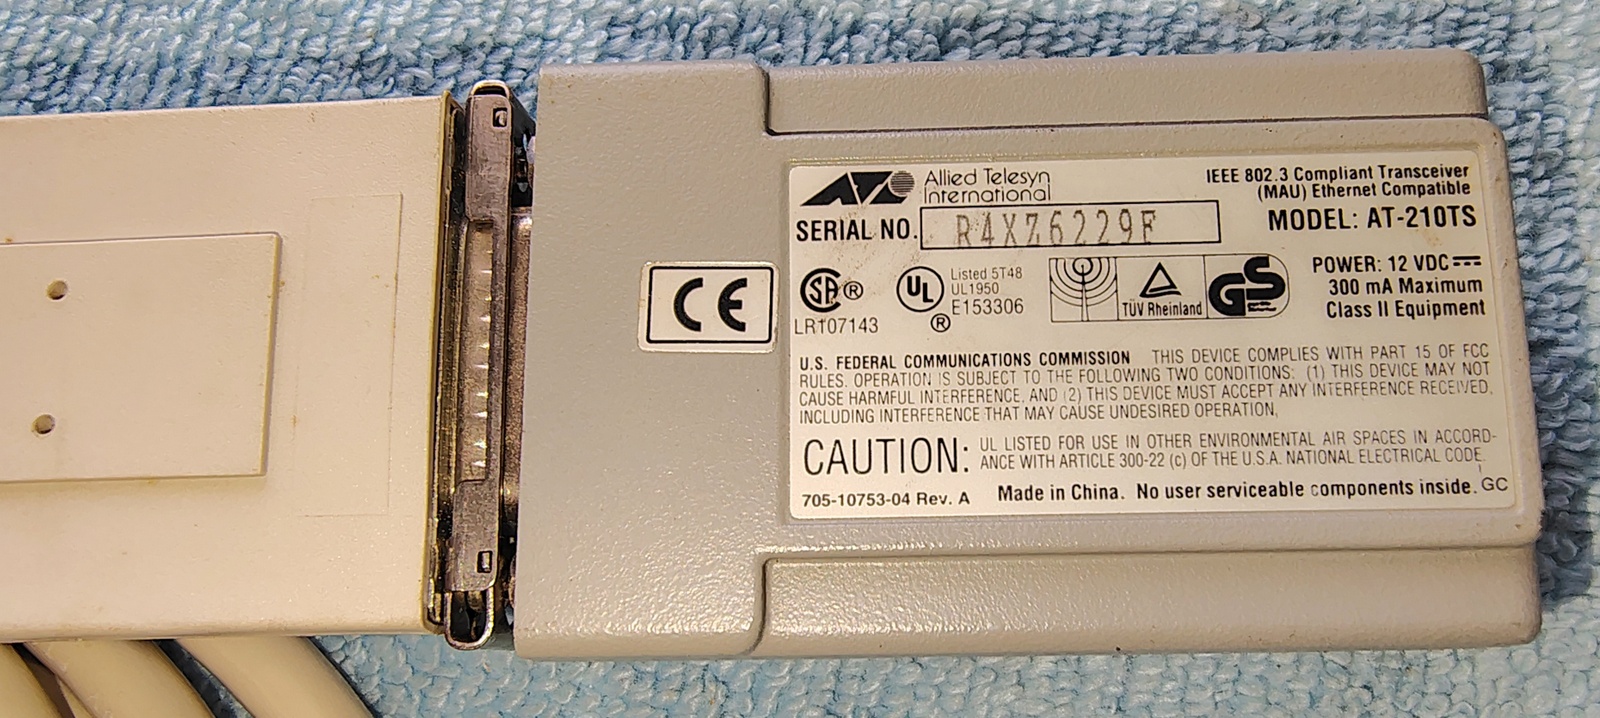 Allied Telesyn
International
IEEE 802.3 Compliant Transceiver
(MAU) Ethernet Compatible
MODEL: AT-210TS
SERIAL NO. R4XZ6229F
CE
SA ®
LR107143
UL ®
Listed 5T48
UL1950
E153306
TÜV Rheinland
GS
POWER: 12 VDC
300 mA Maximum
Class II Equipment
U.S. FEDERAL COMMUNICATIONS COMMISSION THIS DEVICE COMPLIES WITH PART 15 OF FCC
RULES. OPERATION IS SUBJECT TO THE FOLLOWING TWO CONDITIONS: (1) THIS DEVICE MAY NOT
CAUSE HARMFUL INTERFERENCE, AND (2) THIS DEVICE MUST ACCEPT ANY INTERFERENCE RECEIVED,
INCLUDING INTERFERENCE THAT MAY CAUSE UNDESIRED OPERATION,
CAUTION: UL LISTED FOR USE IN OTHER ENVIRONMENTAL AIR SPACES IN ACCORD-
ANCE WITH ARTICLE 300-22 (c) OF THE U.S.A. NATIONAL ELECTRICAL CODE.
705-10753-04 Rev. A Made in China. No user serviceable components inside. GC